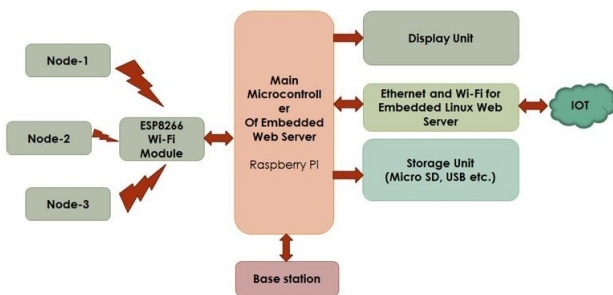 Node-1
Node-2
Node-3
ESP8266
Wi-Fi
Module
Main
Microcontroll
er
Of Embedded
Web Server
Raspberry Pi
Display Unit
Ethernet and Wi-Fi for
Embedded Linux Web
Server
IOT
Storage Unit
(Micro SD, USB etc.)
Base station